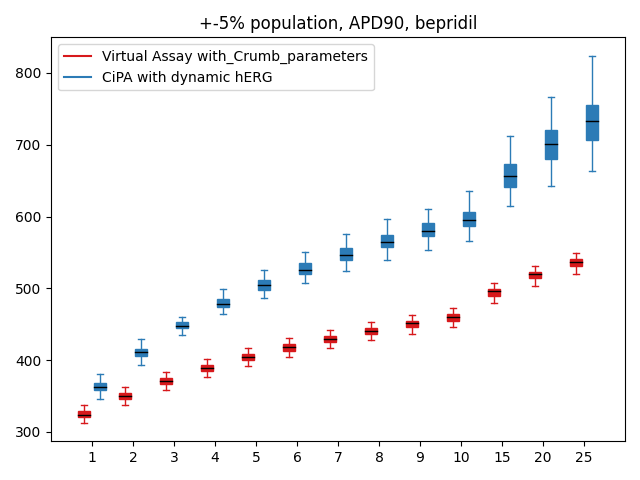 +-5% population, APD90, bepridil
Virtual Assay with_Crumb_parameters
CiPA with dynamic hERG
800
700
600
500
400
300
1 2 3 4 5 6 7 8 9 10 15 20 25